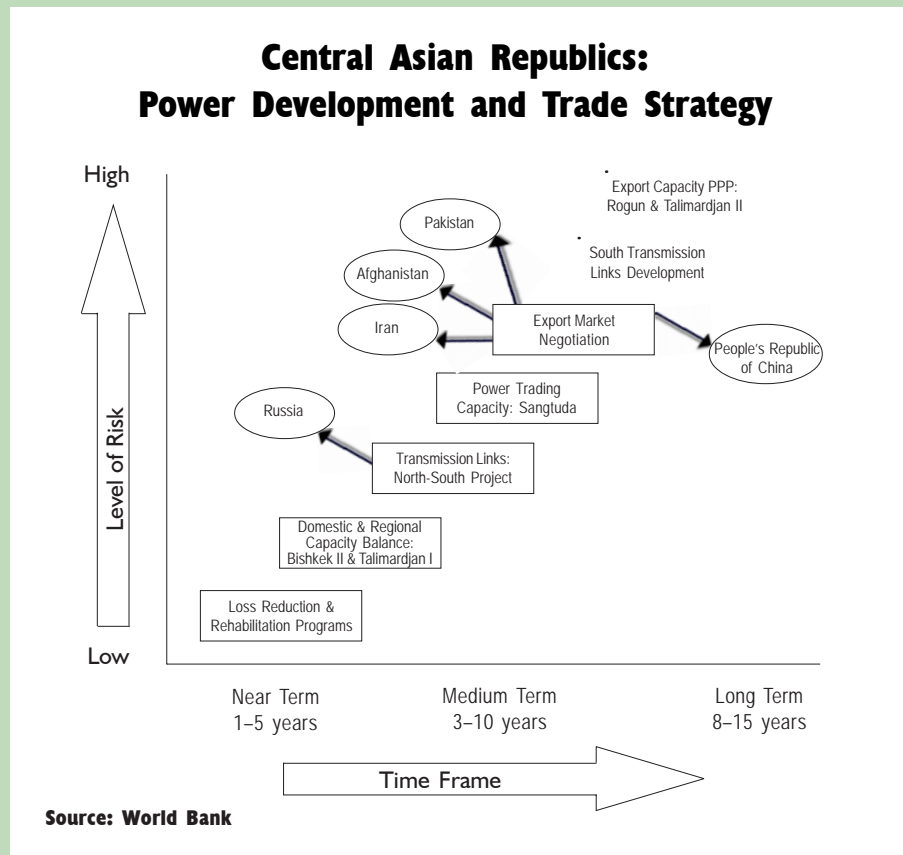 Central Asian Republics:
Power Development and Trade Strategy
High
Export Capacity PPP:
Rogun & Talimardjan II
Pakistan
South Transmission
Links Development
Afghanistan
Iran
Export Market
Negotiation
People's Republic
of China
Power Trading
Capacity: Sangtuda
Russia
Transmission Links:
North-South Project
Level of Risk
Domestic & Regional
Capacity Balance:
Bishkek II & Talimardjan I
Loss Reduction &
Rehabilitation Programs
Low
Near Term
1–5 years
Medium Term
3–10 years
Long Term
8–15 years
Time Frame
Source: World Bank